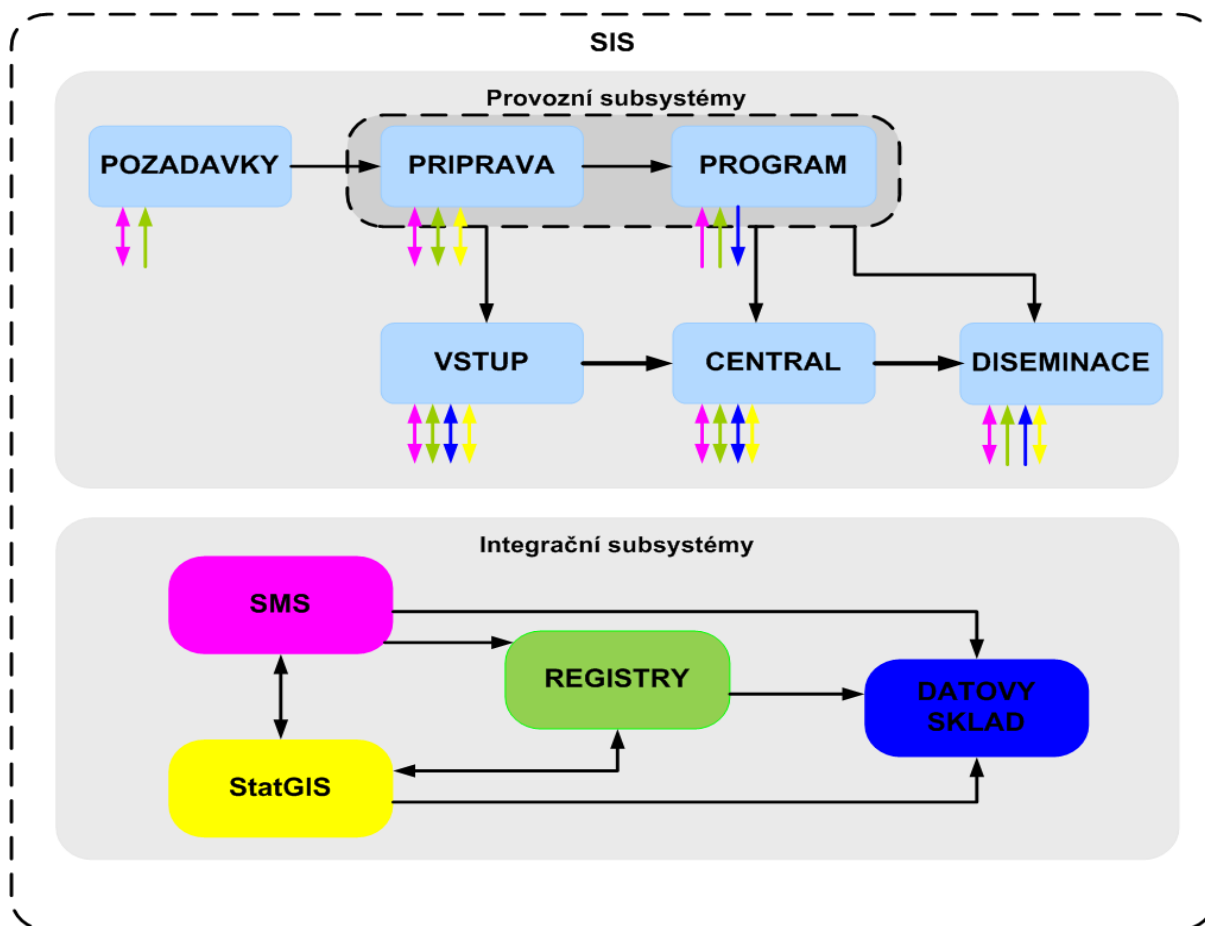 SIS
Provozní subsystémy
POZADAVKY
PRIPRAVA
PROGRAM
VSTUP
CENTRAL
DISEMINACE
Integrační subsystémy
SMS
REGISTRY
DATOVY
SKLAD
StatGIS